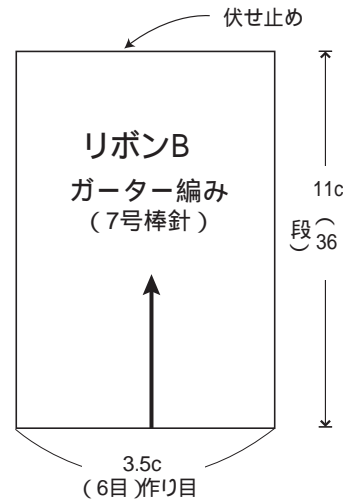 伏せ止め
リボンB
ガーター編み
(7号棒針)
11c
(36段)
3.5c
(6目)作り目